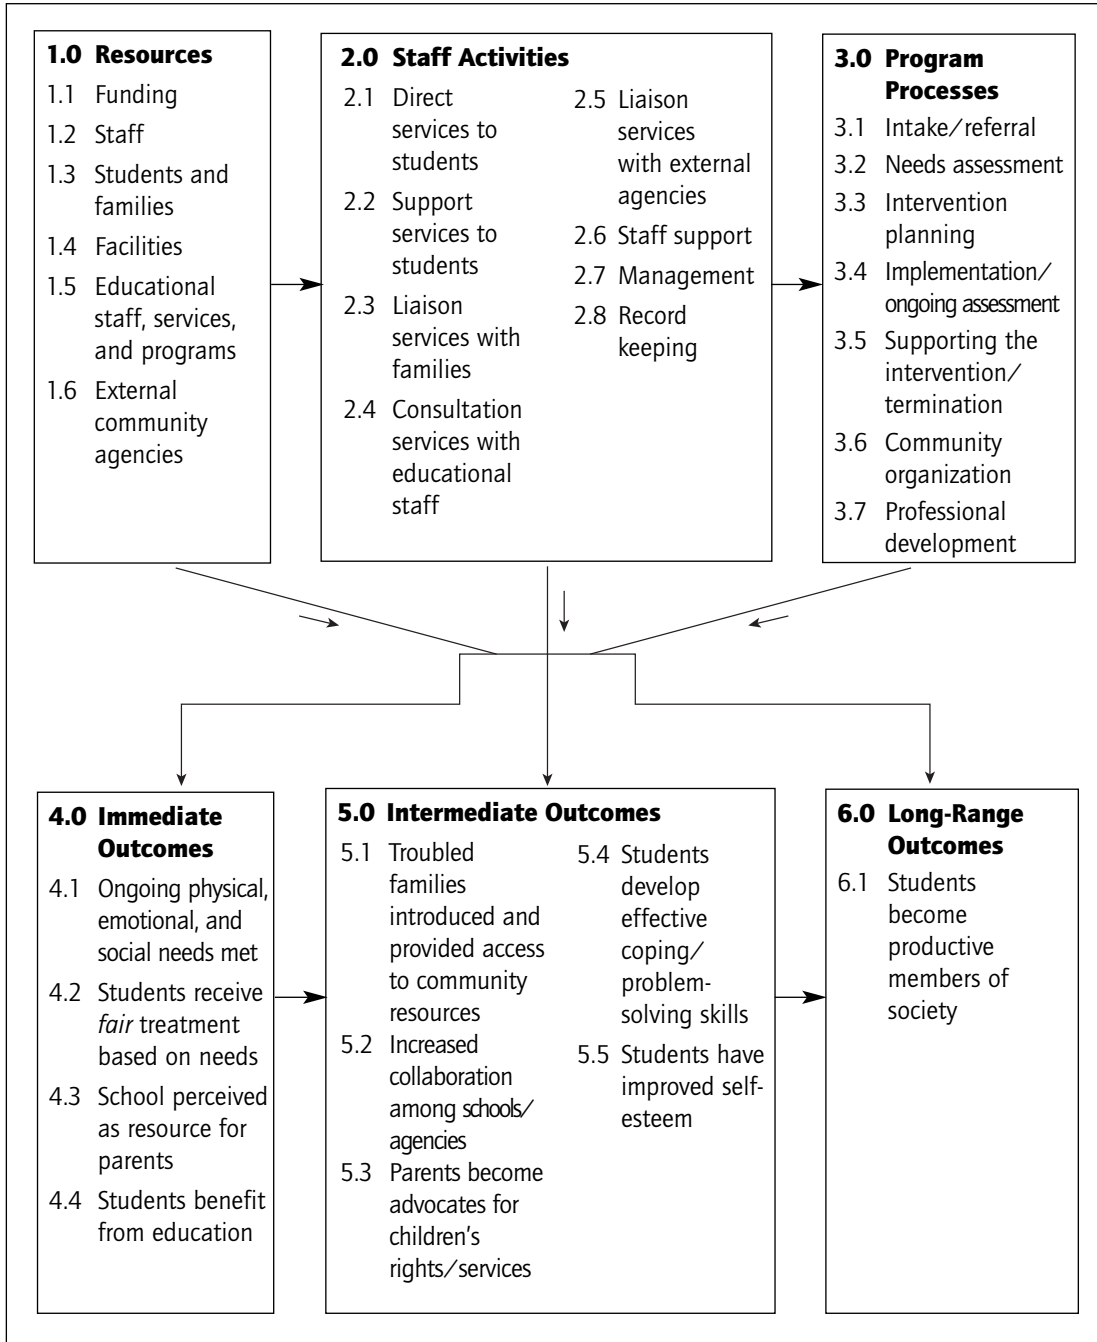 1.0 Resources
1.1 Funding
1.2 Staff
1.3 Students and
families
1.4 Facilities
1.5 Educational
staff, services,
and programs
1.6 External
community
agencies
2.0 Staff Activities
2.1 Direct
services to
students
2.2 Support
services to
students
2.3 Liaison
services with
families
2.4 Consultation
services with
educational
staff
2.5 Liaison
services
with external
agencies
2.6 Staff support
2.7 Management
2.8 Record
keeping
3.0 Program
Processes
3.1 Intake/referral
3.2 Needs assessment
3.3 Intervention
planning
3.4 Implementation/
ongoing assessment
3.5 Supporting the
intervention/
termination
3.6 Community
organization
3.7 Professional
development
4.0 Immediate
Outcomes
4.1 Ongoing physical,
emotional, and
social needs met
4.2 Students receive
fair treatment
based on needs
4.3 School perceived
as resource for
parents
4.4 Students benefit
from education
5.0 Intermediate Outcomes
5.1 Troubled
families
introduced and
provided access
to community
resources
5.2 Increased
collaboration
among schools/
agencies
5.3 Parents become
advocates for
children's
rights/services
5.4 Students
develop
effective
coping/
problem-
solving skills
5.5 Students have
improved self-
esteem
6.0 Long-Range
Outcomes
6.1 Students
become
productive
members of
society